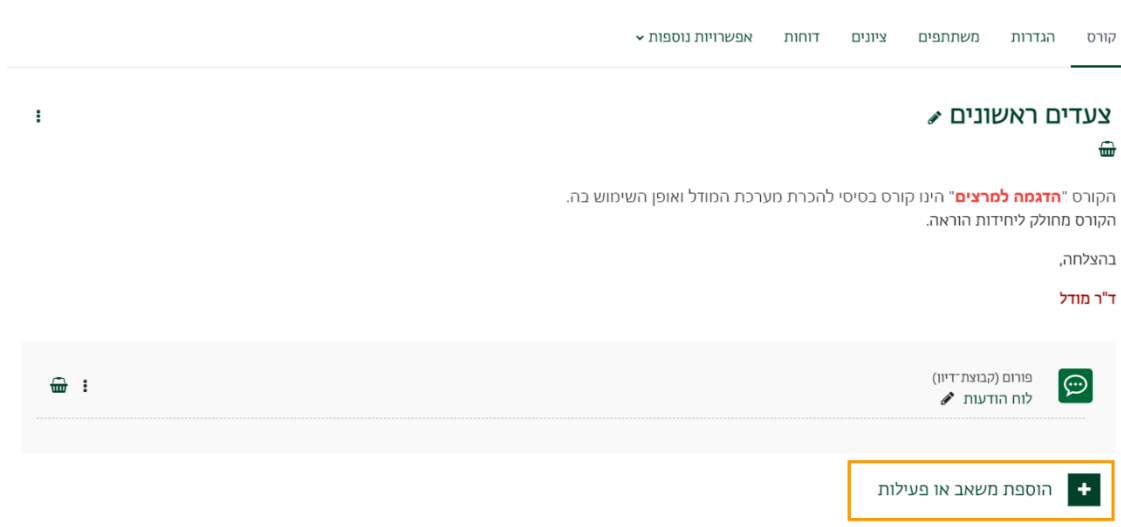 קורס הגדרות משתתפים ציונים דוחות אפשרויות נוספות
צעדים ראשונים
הקורס "הדגמה למרצים" הינו קורס בסיסי להכרת מערכת המודל ואופן השימוש בה.
הקורס מחולק ליחידות הוראה.
בהצלחה,
ד"ר מודל
פורום (קבוצת־דיון)
לוח הודעות
הוספת משאב או פעילות